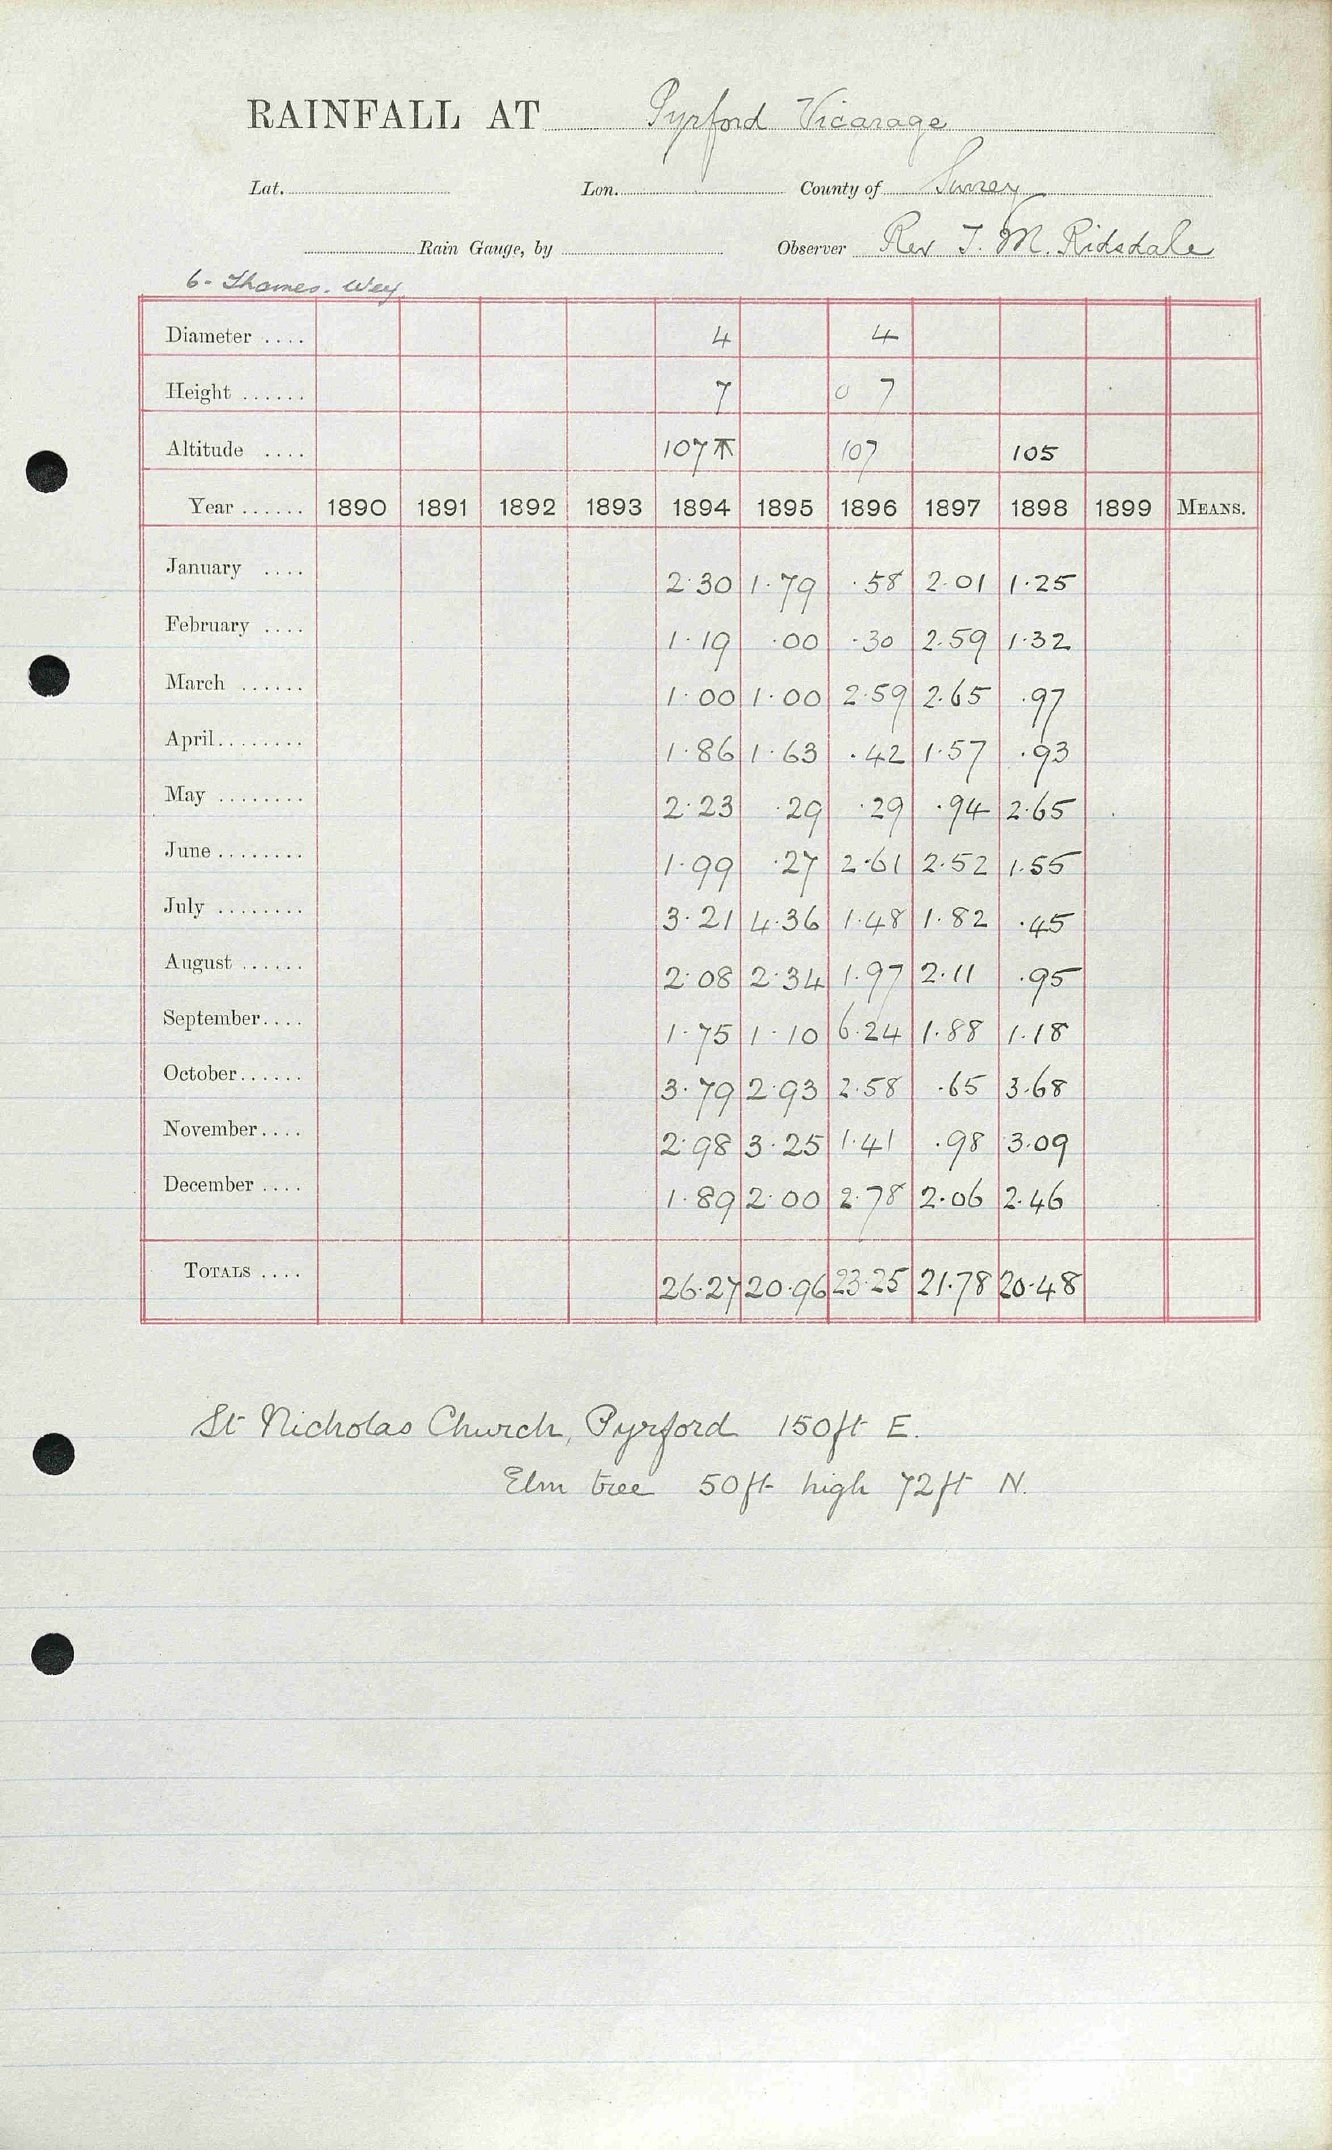 RAINFALL AT Pyrford Vicarage
Lat. Lon. County of Surrey
Rain Gauge, by Observer Rev T. M. Ridsdale
6 - Thames. Wey
Diameter .... 4 4
Height ...... 7 0 7
Altitude .... 107 105
Year ...... 1890 1891 1892 1893 1894 1895 1896 1897 1898 1899 MEANS.
January .... 2.30 1.79 .58 2.01 1.25
February .... 1.19 .00 .30 2.59 1.32
March ...... 1.00 1.00 2.59 2.65 .97
April........ 1.86 1.63 .42 1.57 .93
May ........ 2.23 .29 .29 .94 2.65
June ........ 1.99 .27 2.61 2.52 1.55
July ........ 3.21 4.36 1.48 1.82 .45
August ...... 2.08 2.34 1.97 2.11 .95
September.... 1.75 1.10 6.24 1.88 1.18
October...... 3.79 2.93 2.58 .65 3.68
November.... 2.98 3.25 1.41 .98 3.09
December .... 1.89 2.00 2.78 2.06 2.46
TOTALS .... 26.27 20.96 23.25 21.78 20.48
St Nicholas Church, Pyrford 150ft E.
Elm tree 50ft high 72ft N.